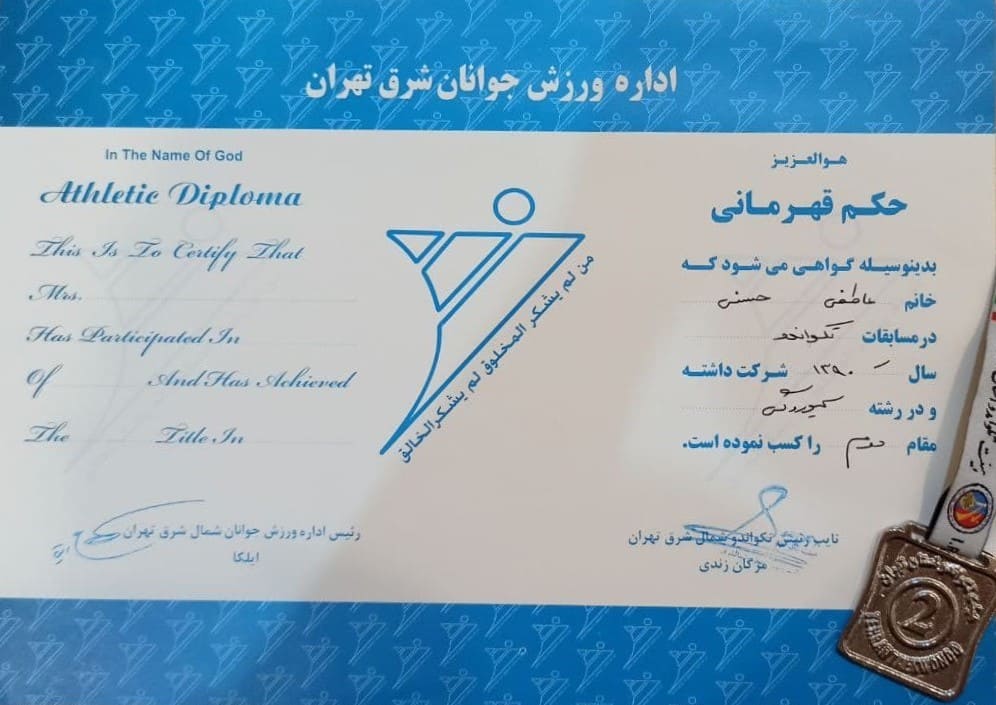 اداره ورزش جوانان شرق تهران
هوالعزیز
حکم قهرمانی
بدینوسیله گواهی می شود که
خانم عاطفی حسنی
در مسابقات تکواندو
سال ۱۳۹۰ شرکت داشته
و در رشته کیوروگی
مقام دوم را کسب نموده است.
نایب رئیس تکواندو شمال شرق تهران
مژگان زندی
In The Name Of God
Athletic Diploma
This Is To Certify That
Mrs.
Has Participated In
Of And Has Achieved
The Title In
رئیس اداره ورزش جوانان شمال شرق تهران
ایلکا
من لم یشکر المخلوق لم یشکر الخالق
2